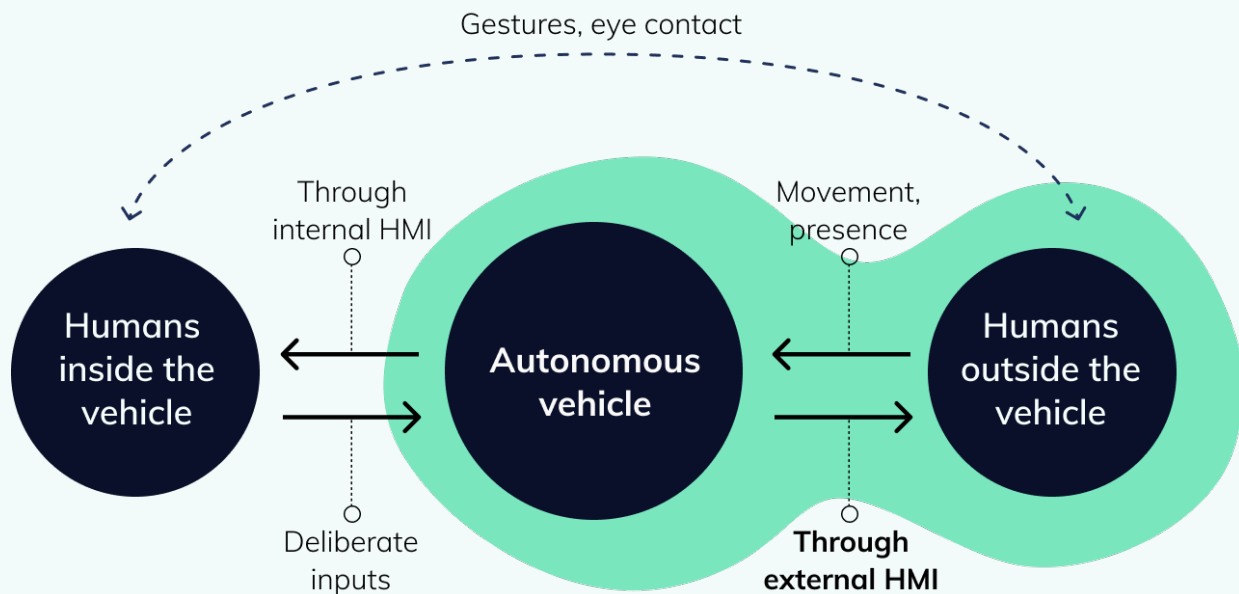 Gestures, eye contact
Through
internal HMI
Movement,
presence
Humans
inside the
vehicle
Autonomous
vehicle
Humans
outside the
vehicle
Deliberate
inputs
Through
external HMI